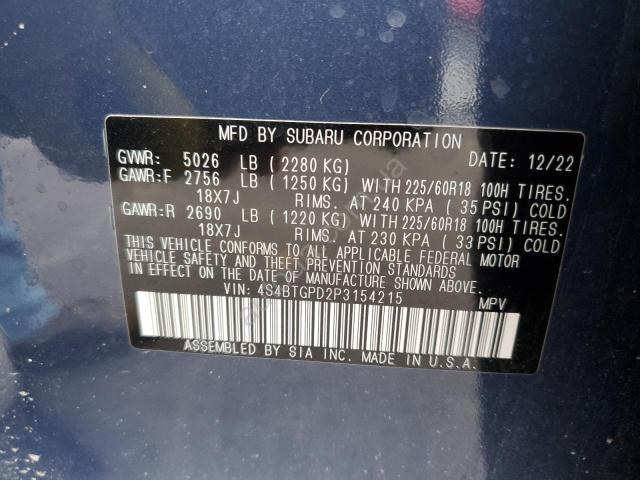 MFD BY SUBARU CORPORATION
GVWR: 5026 LB (2280 KG) DATE: 12/22
GAWR:F 2756 LB (1250 KG) WITH 225/60R18 100H TIRES.
18X7J RIMS. AT 240 KPA (35 PSI) COLD
GAWR:R 2690 LB (1220 KG) WITH 225/60R18 100H TIRES.
18X7J RIMS. AT 230 KPA (33 PSI) COLD
THIS VEHICLE CONFORMS TO ALL APPLICABLE FEDERAL MOTOR
VEHICLE SAFETY AND THEFT PREVENTION STANDARDS
IN EFFECT ON THE DATE OF MANUFACTURE SHOWN ABOVE.
VIN: 4S4BTGPD2P3154215 MPV
ASSEMBLED BY SIA INC. MADE IN U.S.A.